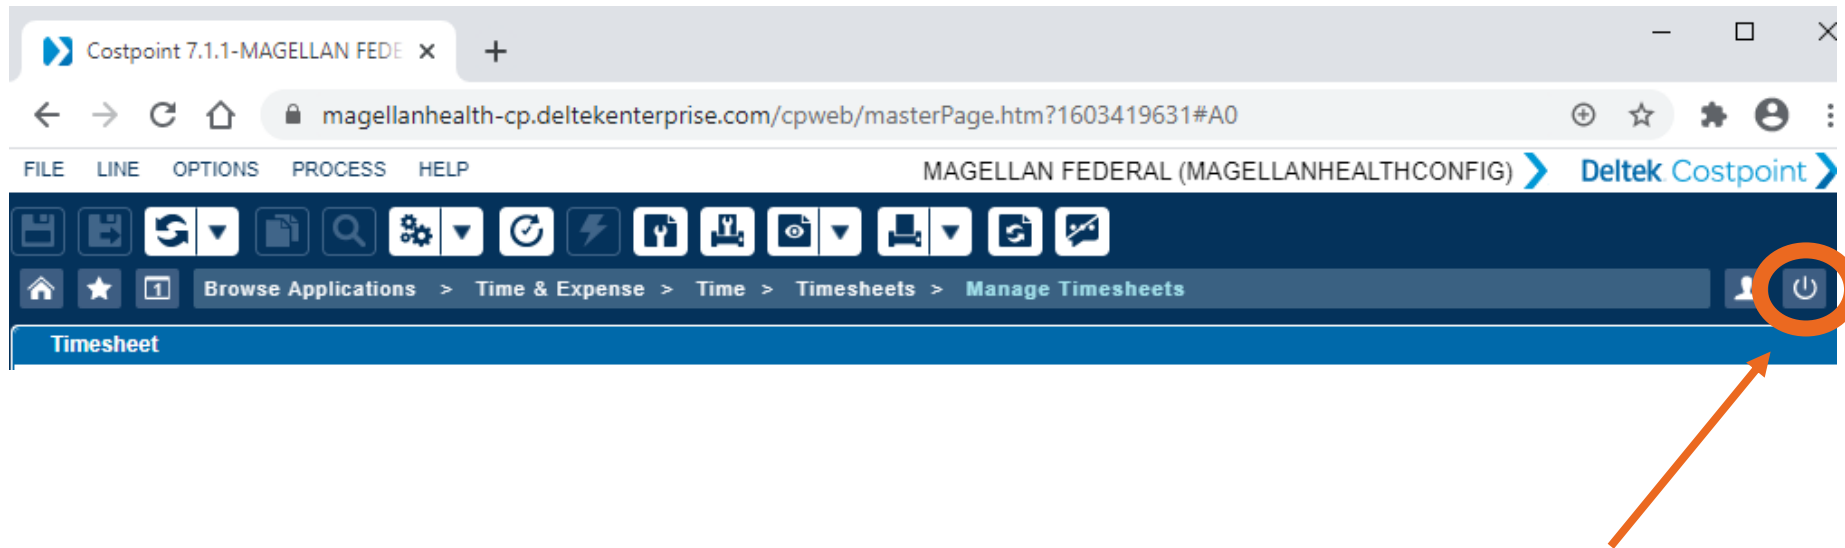 Costpoint 7.1.1-MAGELLAN FEDE
magellanhealth-cp.deltekenterprise.com/cpweb/masterPage.htm?1603419631#A0
FILE LINE OPTIONS PROCESS HELP MAGELLAN FEDERAL (MAGELLANHEALTHCONFIG) Deltek Costpoint
1 Browse Applications > Time & Expense > Time > Timesheets > Manage Timesheets
Timesheet